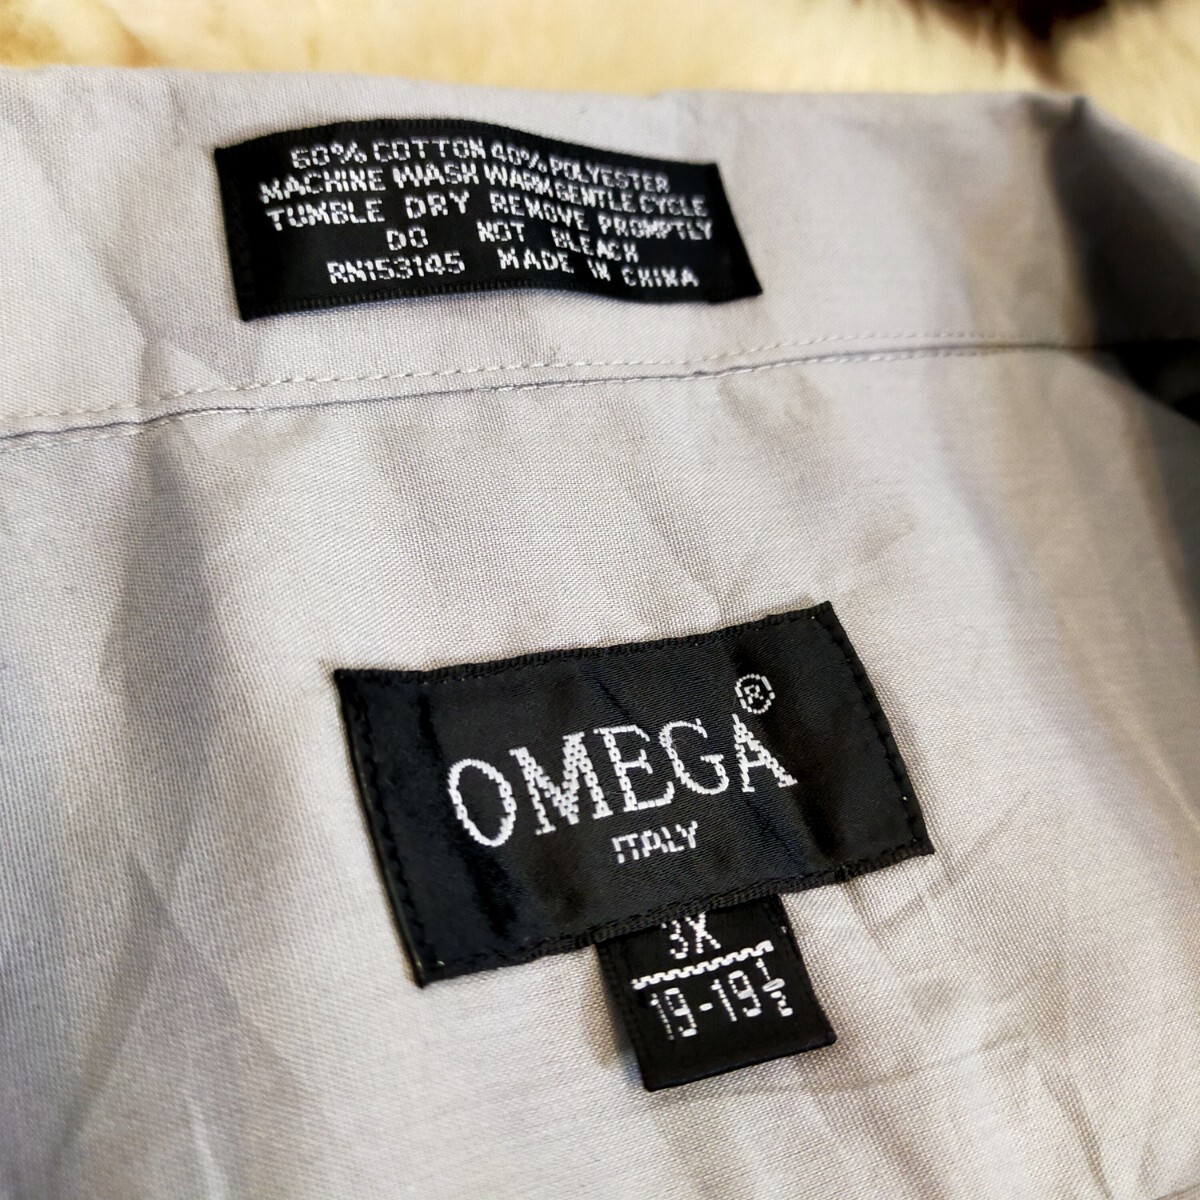 60% COTTON 40% POLYESTER
MACHINE WASH WARM GENTLE CYCLE
TUMBLE DRY REMOVE PROMPTLY
DO NOT BLEACH
RN153145 MADE IN CHINA
OMEGA®
ITALY
3X
19-19½